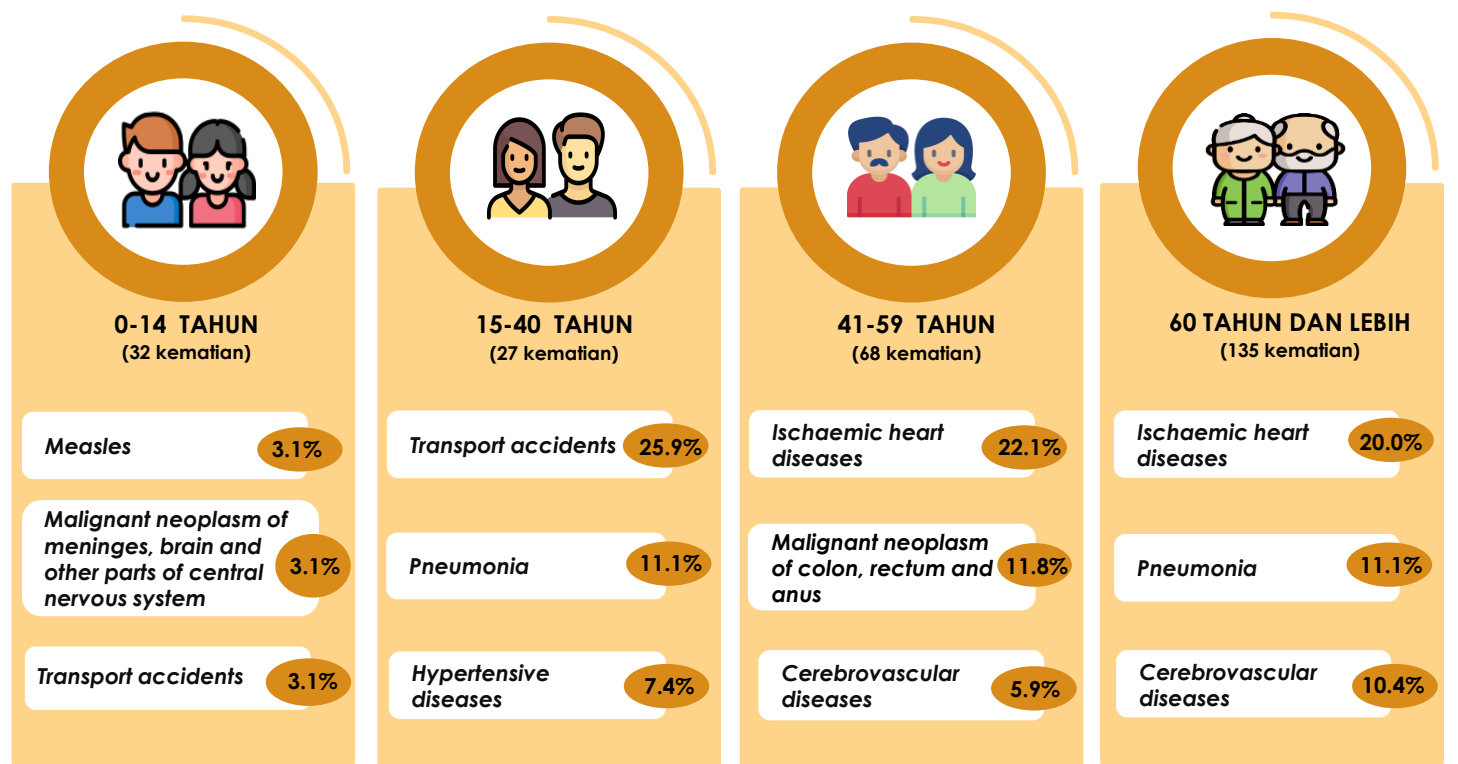 0-14 TAHUN
(32 kematian)
Measles
3.1%
Malignant neoplasm of
meninges, brain and
other parts of central
nervous system
3.1%
Transport accidents
3.1%
15-40 TAHUN
(27 kematian)
Transport accidents
25.9%
Pneumonia
11.1%
Hypertensive
diseases
7.4%
41-59 TAHUN
(68 kematian)
Ischaemic heart
diseases
22.1%
Malignant neoplasm
of colon, rectum and
anus
11.8%
Cerebrovascular
diseases
5.9%
60 TAHUN DAN LEBIH
(135 kematian)
Ischaemic heart
diseases
20.0%
Pneumonia
11.1%
Cerebrovascular
diseases
10.4%